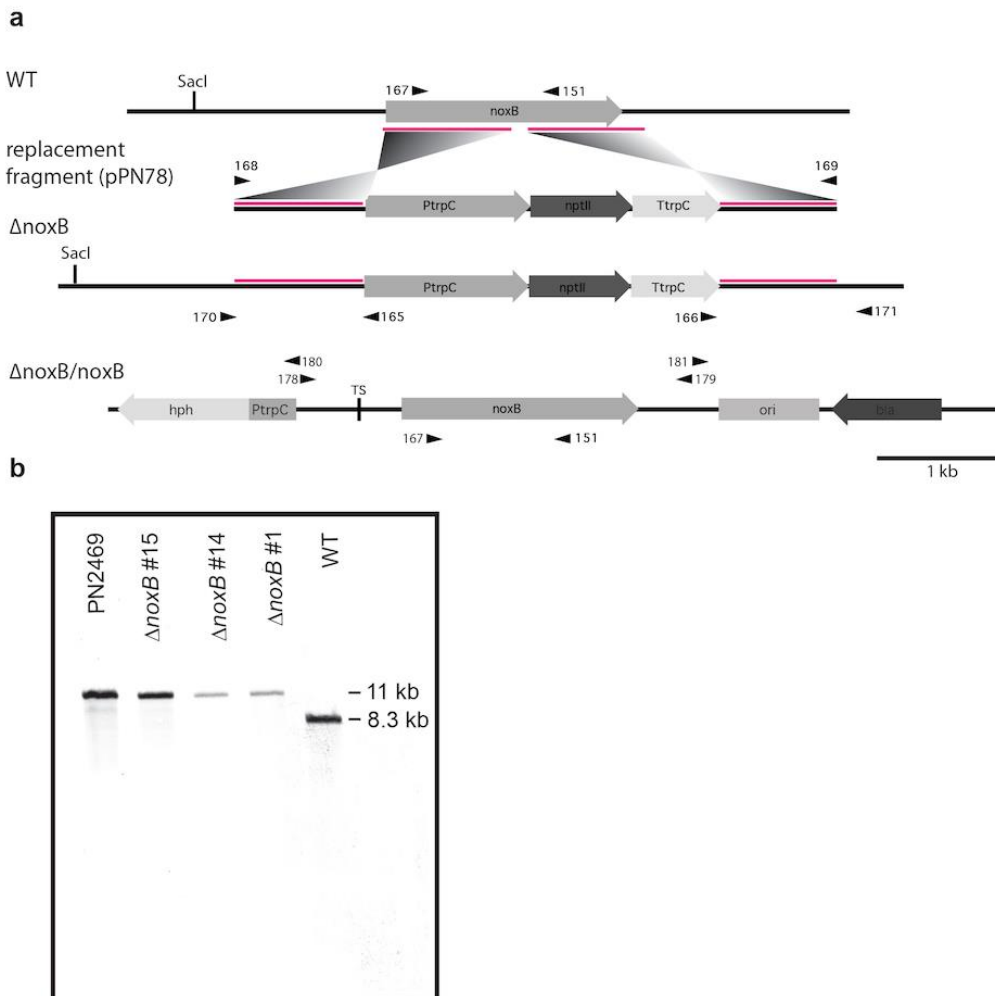 a
WT
SacI
167
151
noxB
replacement
fragment (pPN78)
168
169
PtrpC
nptII
TtrpC
ΔnoxB
SacI
PtrpC
nptII
TtrpC
170
165
166
171
ΔnoxB/noxB
180
181
178
179
TS
hph
PtrpC
noxB
ori
bla
167
151
1 kb
b
PN2469
ΔnoxB #15
ΔnoxB #14
ΔnoxB #1
WT
– 11 kb
– 8.3 kb